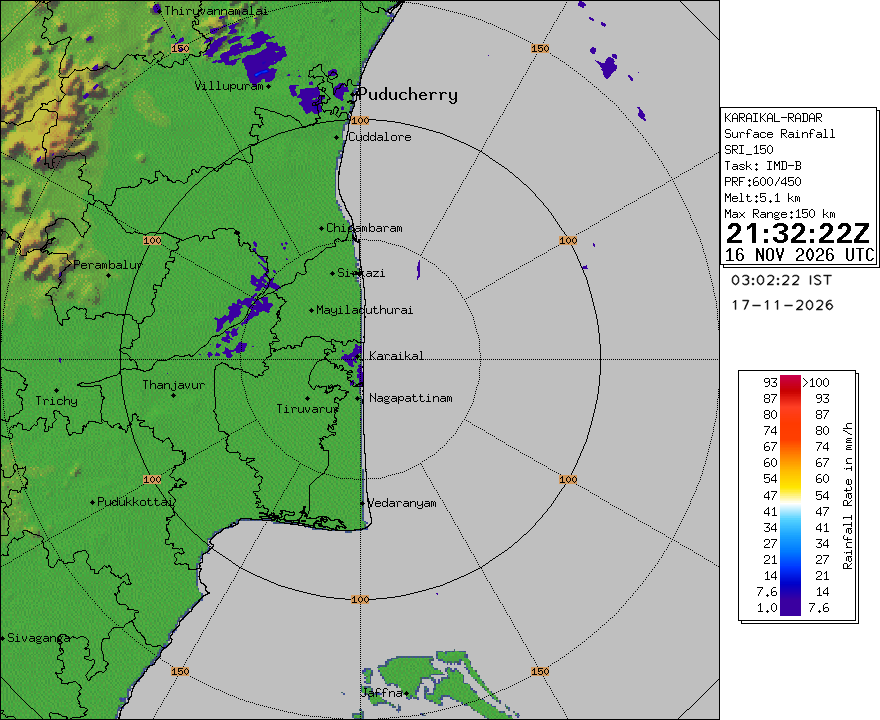 Thiruvannamalai
150
150
Villupuram
Puducherry
100
Cuddalore
Chidambaram
100
100
Perambalur
Sirkazi
Mayiladuthurai
Karaikal
Thanjavur
Trichy
Tiruvarur
Nagapattinam
100
100
Pudukkottai
Vedaranyam
100
Sivaganga
150
150
Jaffna
KARAIKAL-RADAR
Surface Rainfall
SRI_150
Task: IMD-B
PRF:600/450
Melt:5.1 km
Max Range:150 km
21:32:22Z
16 NOV 2026 UTC
03:02:22 IST
17-11-2026
93 >100
87 93
80 87
74 80
67 74
60 67
54 60
47 54
41 47
34 41
27 34
21 27
14 21
7.6 14
1.0 7.6
Rainfall Rate in mm/h